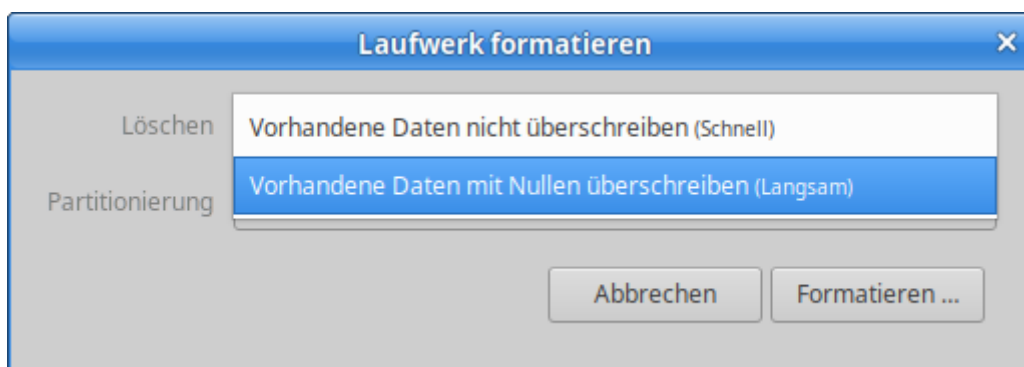 Laufwerk formatieren
Löschen
Vorhandene Daten nicht überschreiben (Schnell)
Vorhandene Daten mit Nullen überschreiben (Langsam)
Partitionierung
Abbrechen
Formatieren ...